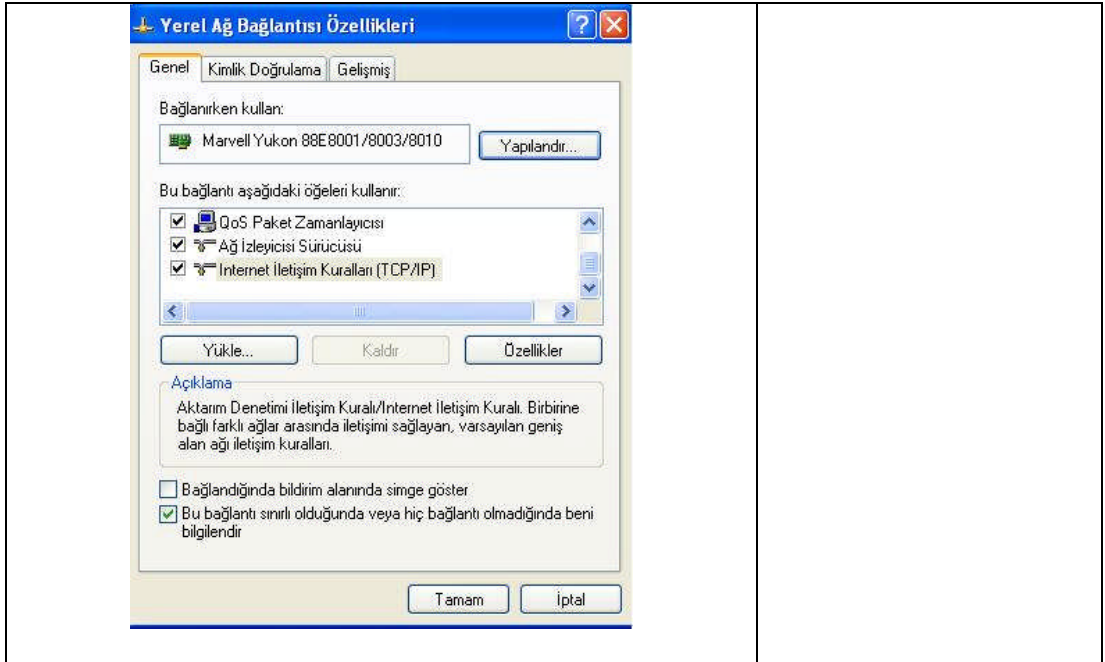 Yerel Ağ Bağlantısı Özellikleri
Genel Kimlik Doğrulama Gelişmiş
Bağlanırken kullan:
Marvell Yukon 88E8001/8003/8010 Yapılandır...
Bu bağlantı aşağıdaki öğeleri kullanır:
QoS Paket Zamanlayıcısı
Ağ İzleyicisi Sürücüsü
Internet İletişim Kuralları (TCP/IP)
Yükle... Kaldır Özellikler
Açıklama
Aktarım Denetimi İletişim Kuralı/Internet İletişim Kuralı. Birbirine
bağlı farklı ağlar arasında iletişimi sağlayan, varsayılan geniş
alan ağı iletişim kuralları.
Bağlandığında bildirim alanında simge göster
Bu bağlantı sınırlı olduğunda veya hiç bağlantı olmadığında beni
bilgilendir
Tamam İptal